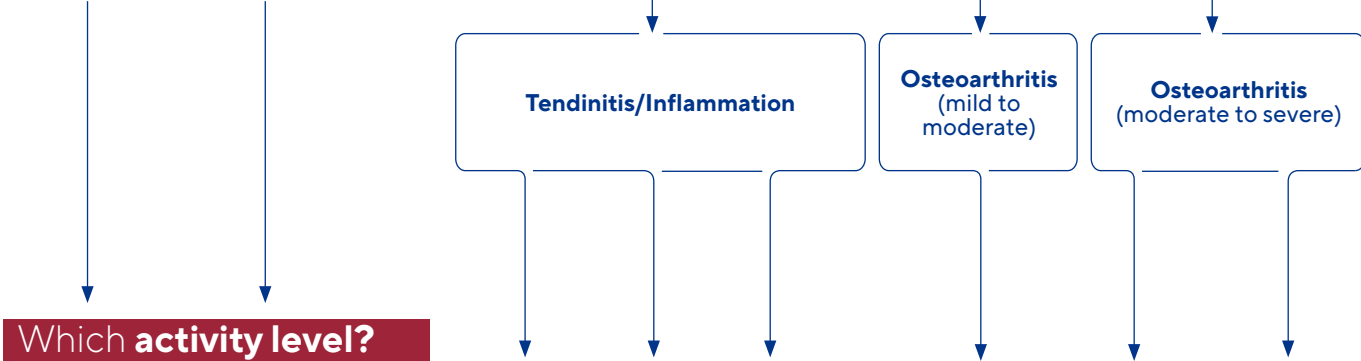 Tendinitis/Inflammation
Osteoarthritis
(mild to
moderate)
Osteoarthritis
(moderate to severe)
Which activity level?